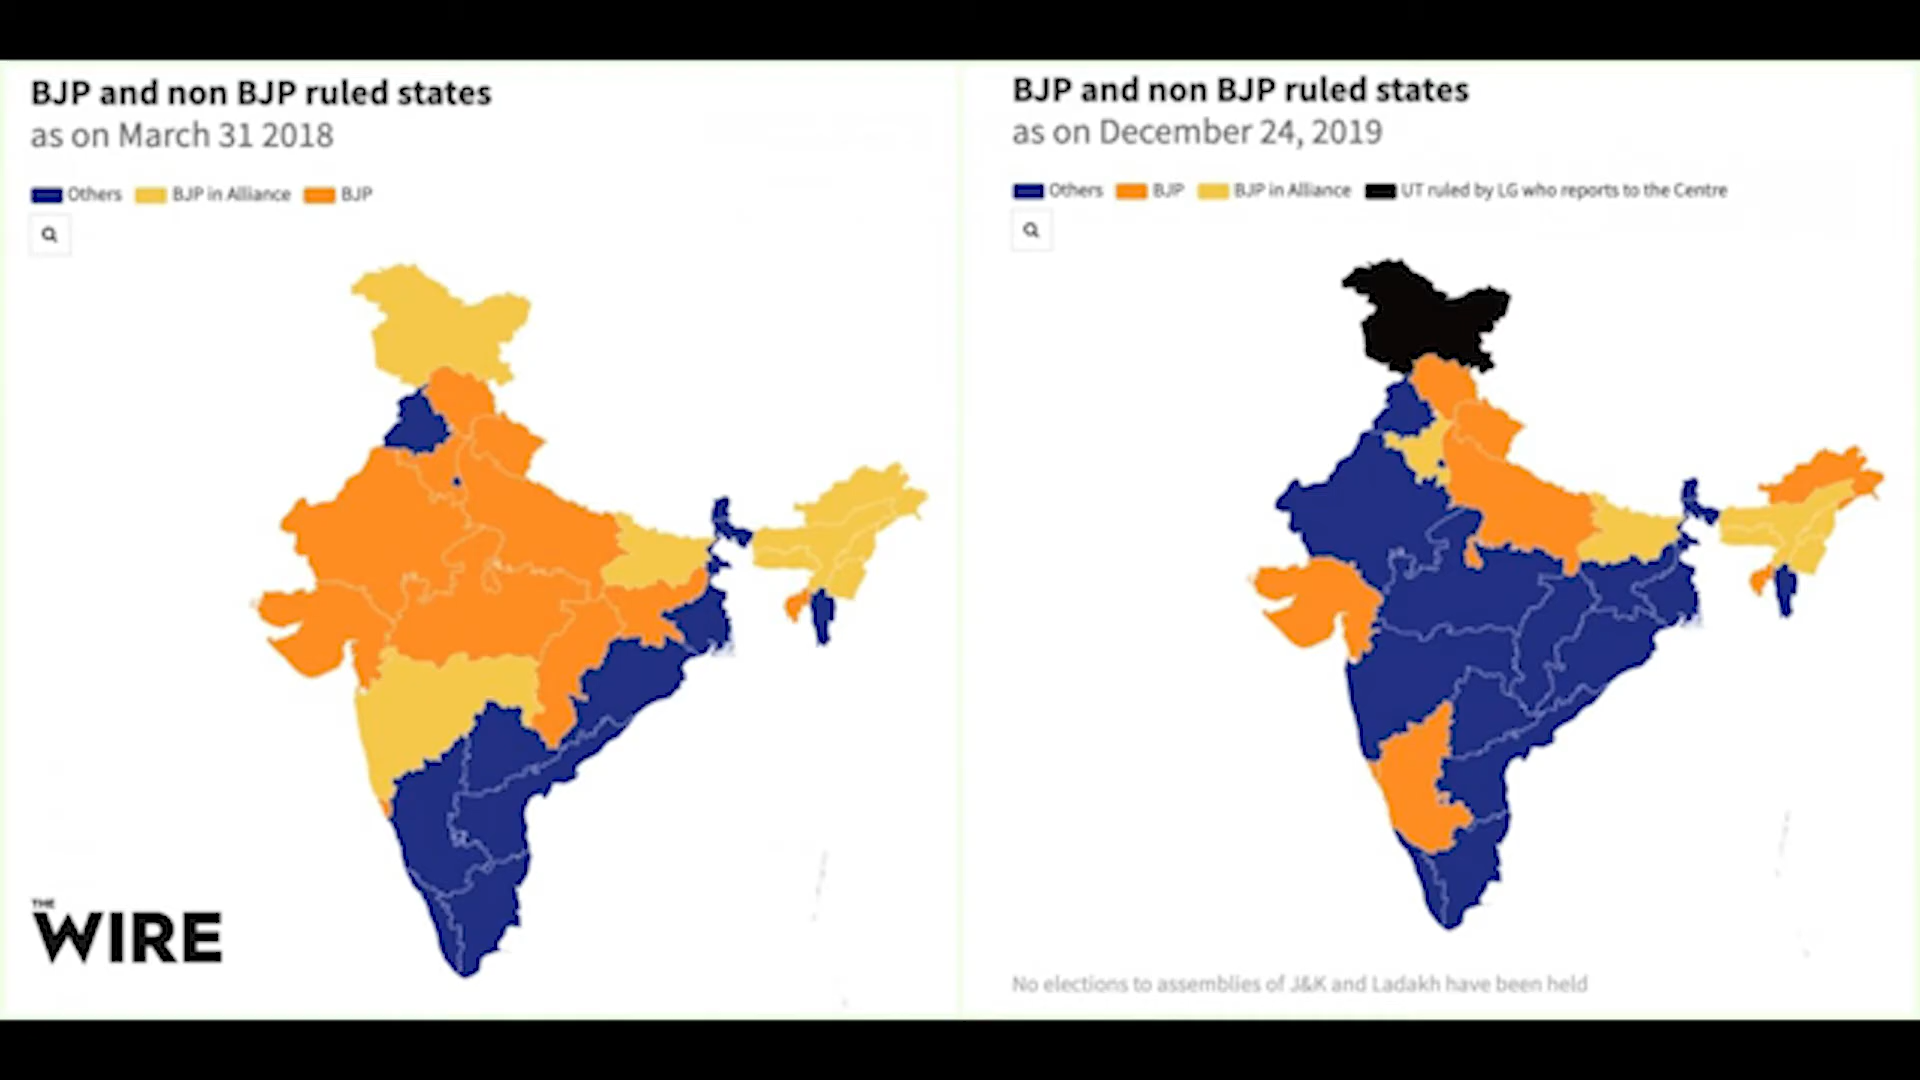 BJP and non BJP ruled states
as on March 31 2018
Others BJP in Alliance BJP
THE
WIRE
BJP and non BJP ruled states
as on December 24, 2019
Others BJP BJP in Alliance UT ruled by LG who reports to the Centre
No elections to assemblies of J&K and Ladakh have been held